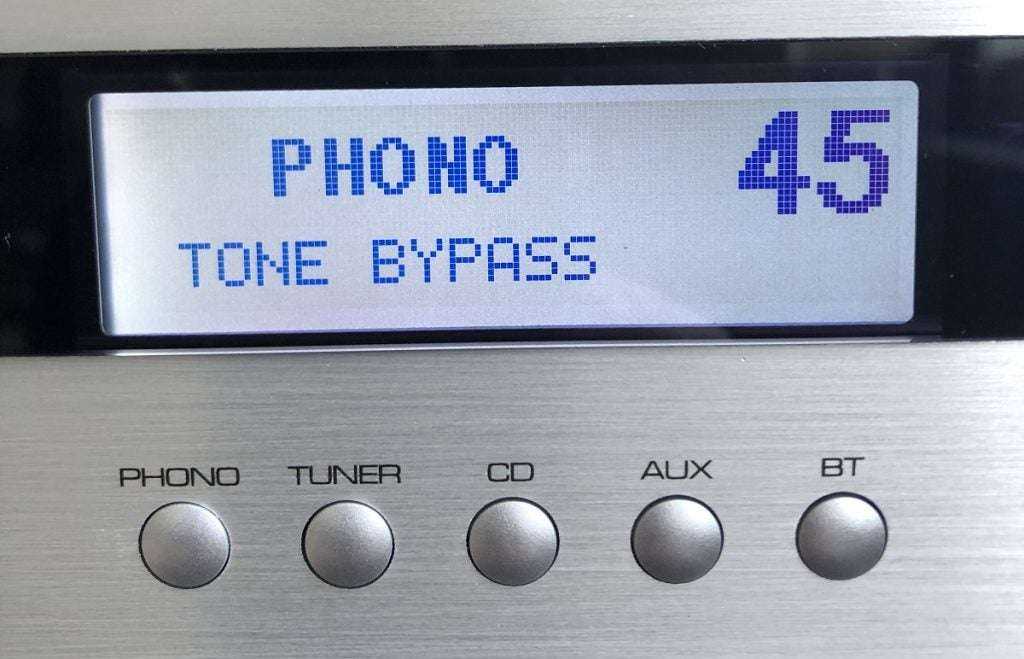 PHONO 45
TONE BYPASS
PHONO TUNER CD AUX BT